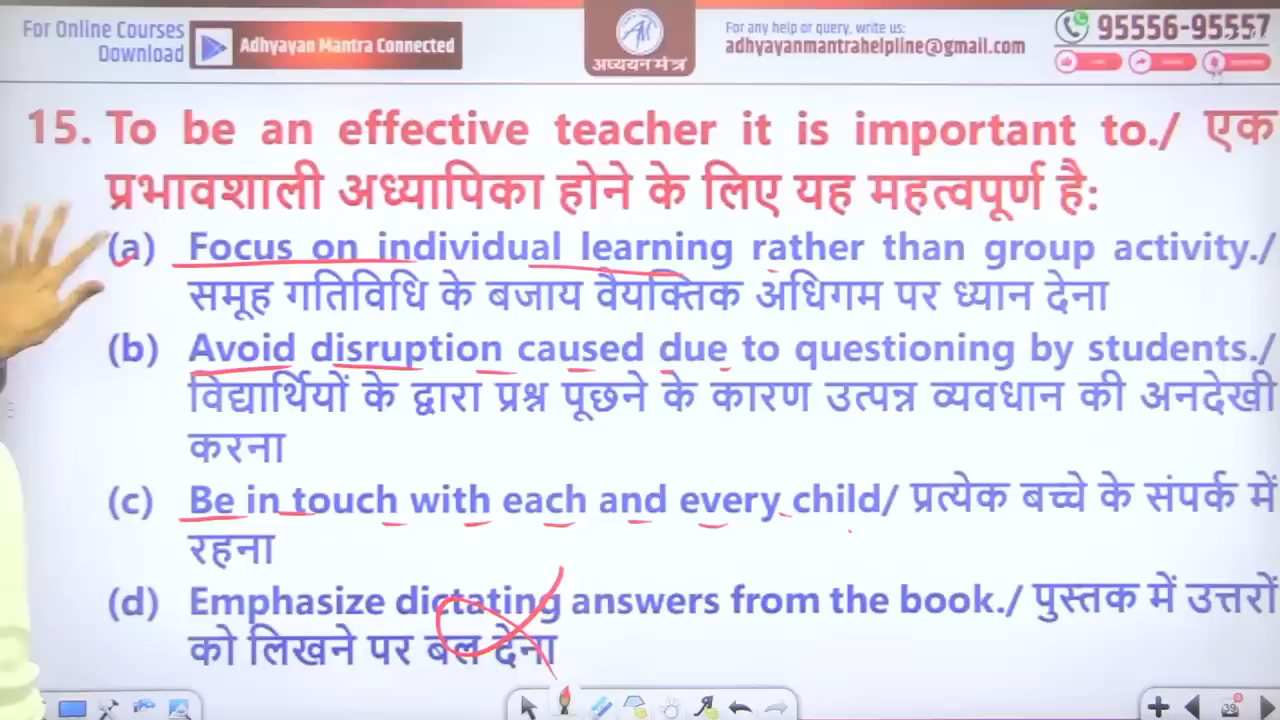 For Online Courses
Download
Adhyayan Mantra Connected
अध्ययन मंत्र
For any help or query, write us:
adhyayanmantrahelpline@gmail.com
95556-95557
15. To be an effective teacher it is important to./ एक
प्रभावशाली अध्यापिका होने के लिए यह महत्वपूर्ण है:
(a) Focus on individual learning rather than group activity./
समूह गतिविधि के बजाय वैयक्तिक अधिगम पर ध्यान देना
(b) Avoid disruption caused due to questioning by students./
विद्यार्थियों के द्वारा प्रश्न पूछने के कारण उत्पन्न व्यवधान की अनदेखी
करना
(c) Be in touch with each and every child/ प्रत्येक बच्चे के संपर्क में
रहना
(d) Emphasize dictating answers from the book./ पुस्तक में उत्तरों
को लिखने पर बल देना
39